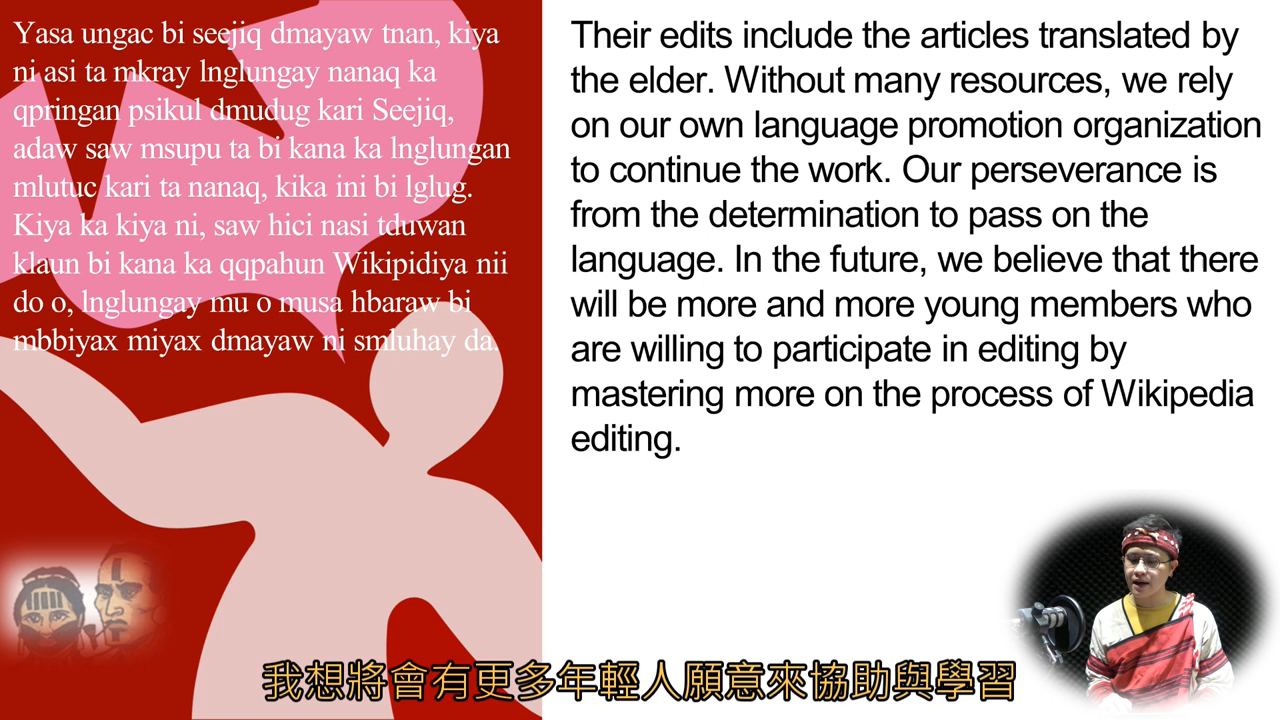 Yasa ungac bi seejiq dmayaw tnan, kiya
ni asi ta mkray lnglungay nanaq ka
qpringan psikul dmudug kari Seejiq,
adaw saw msupu ta bi kana ka lnglungan
mlutuc kari ta nanaq, kika ini bi lglug.
Kiya ka kiya ni, saw hici nasi tduwan
klaun bi kana ka qqpahun Wikipidiya nii
do o, lnglungay mu o musa hbaraw bi
mbbiyax miyax dmayaw ni smluhay da.
Their edits include the articles translated by
the elder. Without many resources, we rely
on our own language promotion organization
to continue the work. Our perseverance is
from the determination to pass on the
language. In the future, we believe that there
will be more and more young members who
are willing to participate in editing by
mastering more on the process of Wikipedia
editing.
我想將會有更多年輕人願意來協助與學習